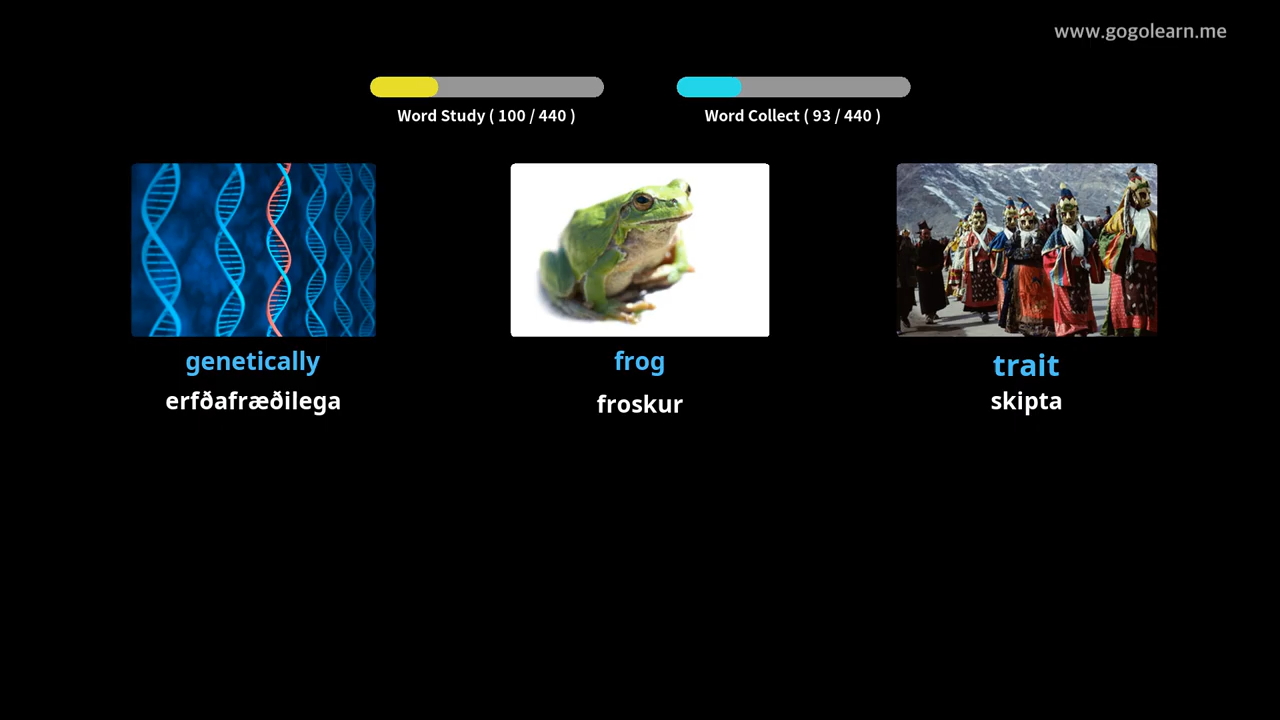 www.gogolearn.me
Word Study ( 100 / 440 )
Word Collect ( 93 / 440 )
genetically
erfðafræðilega
frog
froskur
trait
skipta